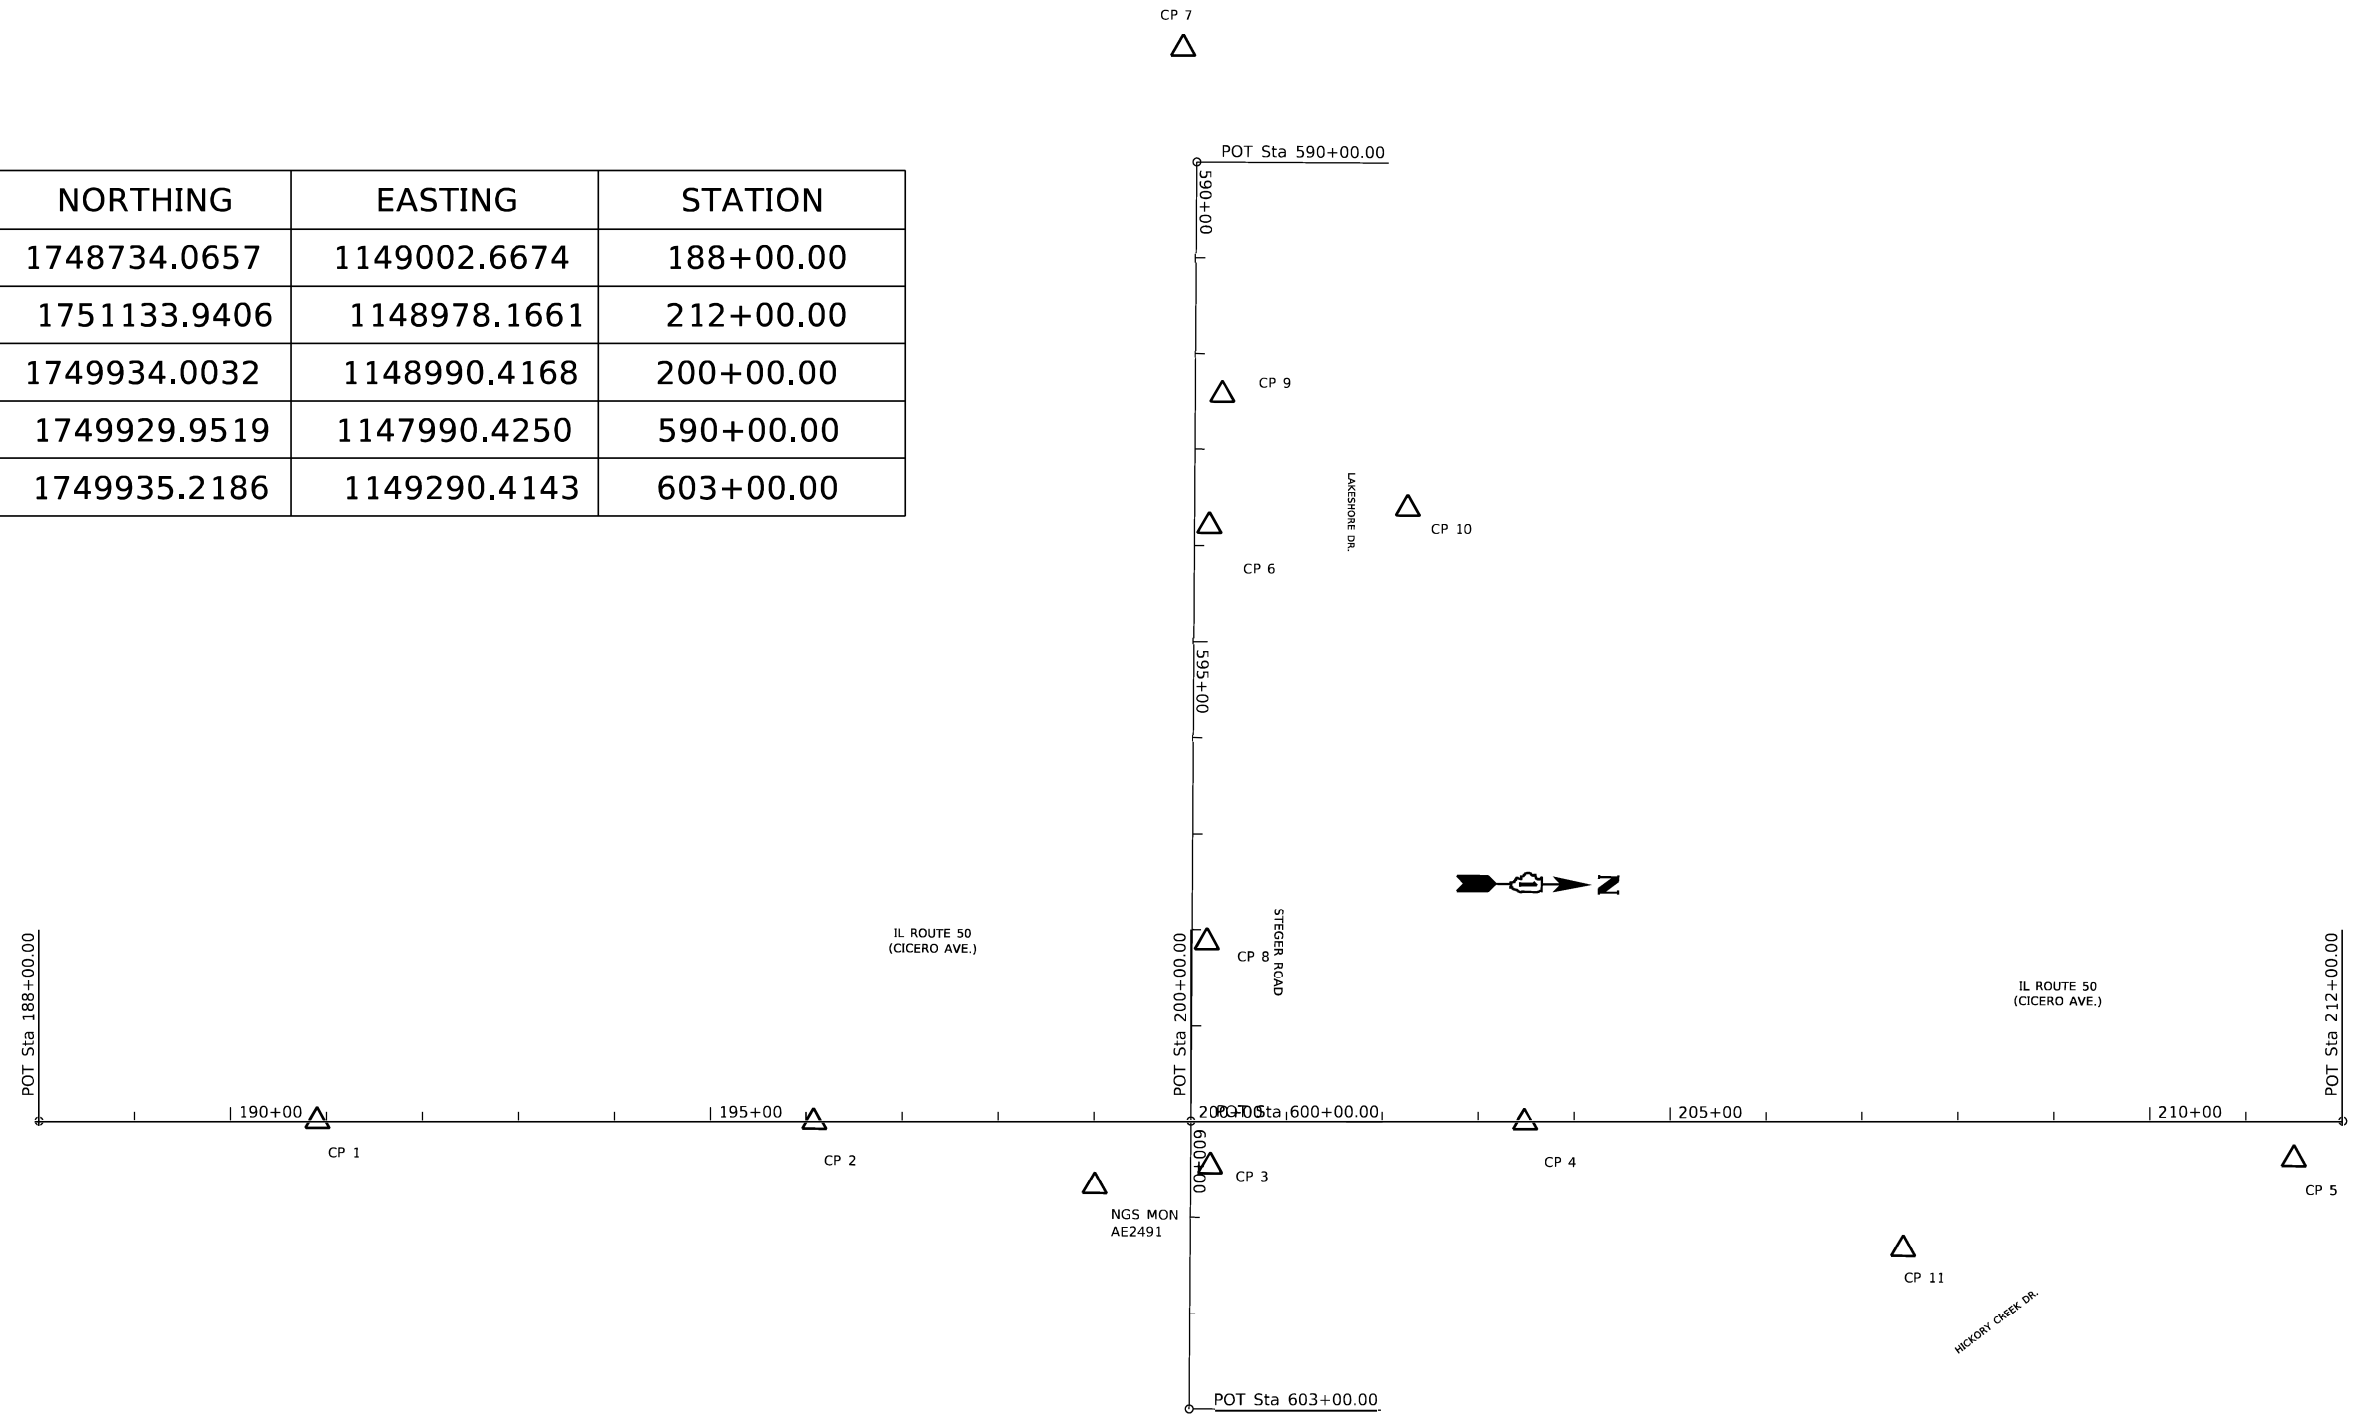 CP 7
POT Sta 590+00.00
590+00
NORTHING EASTING STATION
1748734.0657 1149002.6674 188+00.00
1751133.9406 1148978.1661 212+00.00
1749934.0032 1148990.4168 200+00.00
1749929.9519 1147990.4250 590+00.00
1749935.2186 1149290.4143 603+00.00
CP 9
LAKESHORE DR.
CP 10
CP 6
595+00
N
STEGER ROAD
CP 8
IL ROUTE 50
(CICERO AVE.)
IL ROUTE 50
(CICERO AVE.)
POT Sta 188+00.00
POT Sta 200+00.00
POT Sta 212+00.00
190+00
195+00
200+00
POT Sta 600+00.00
205+00
210+00
600+00
CP 1
CP 2
CP 3
CP 4
CP 5
NGS MON
AE2491
CP 11
HICKORY CREEK DR.
POT Sta 603+00.00